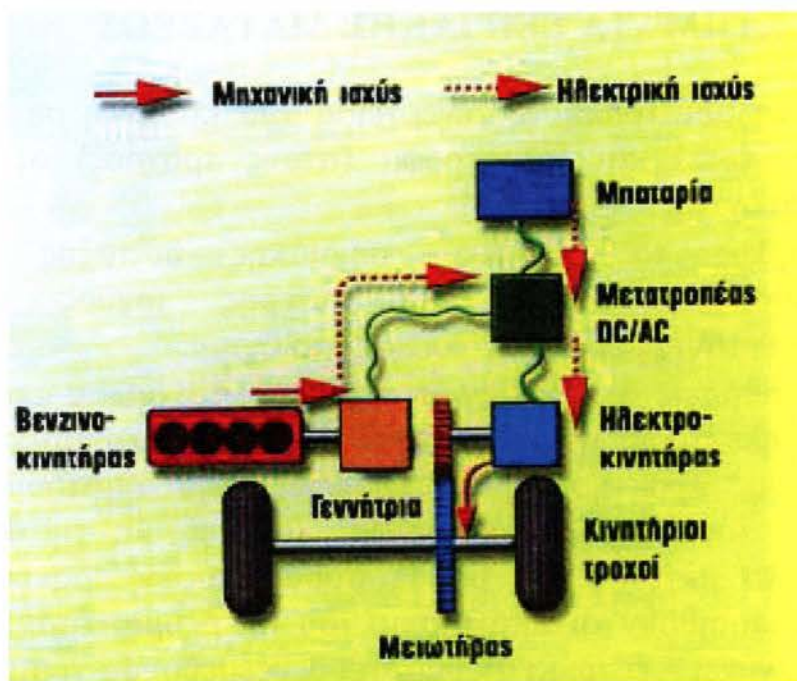 Μηχανική ισχύς
Ηλεκτρική ισχύς
Μπαταρία
Μετατροπέας
DC/AC
Βενζινο-
κινητήρας
Ηλεκτρο-
κινητήρας
Γεννήτρια
Κινητήριοι
τροχοί
Μειωτήρας